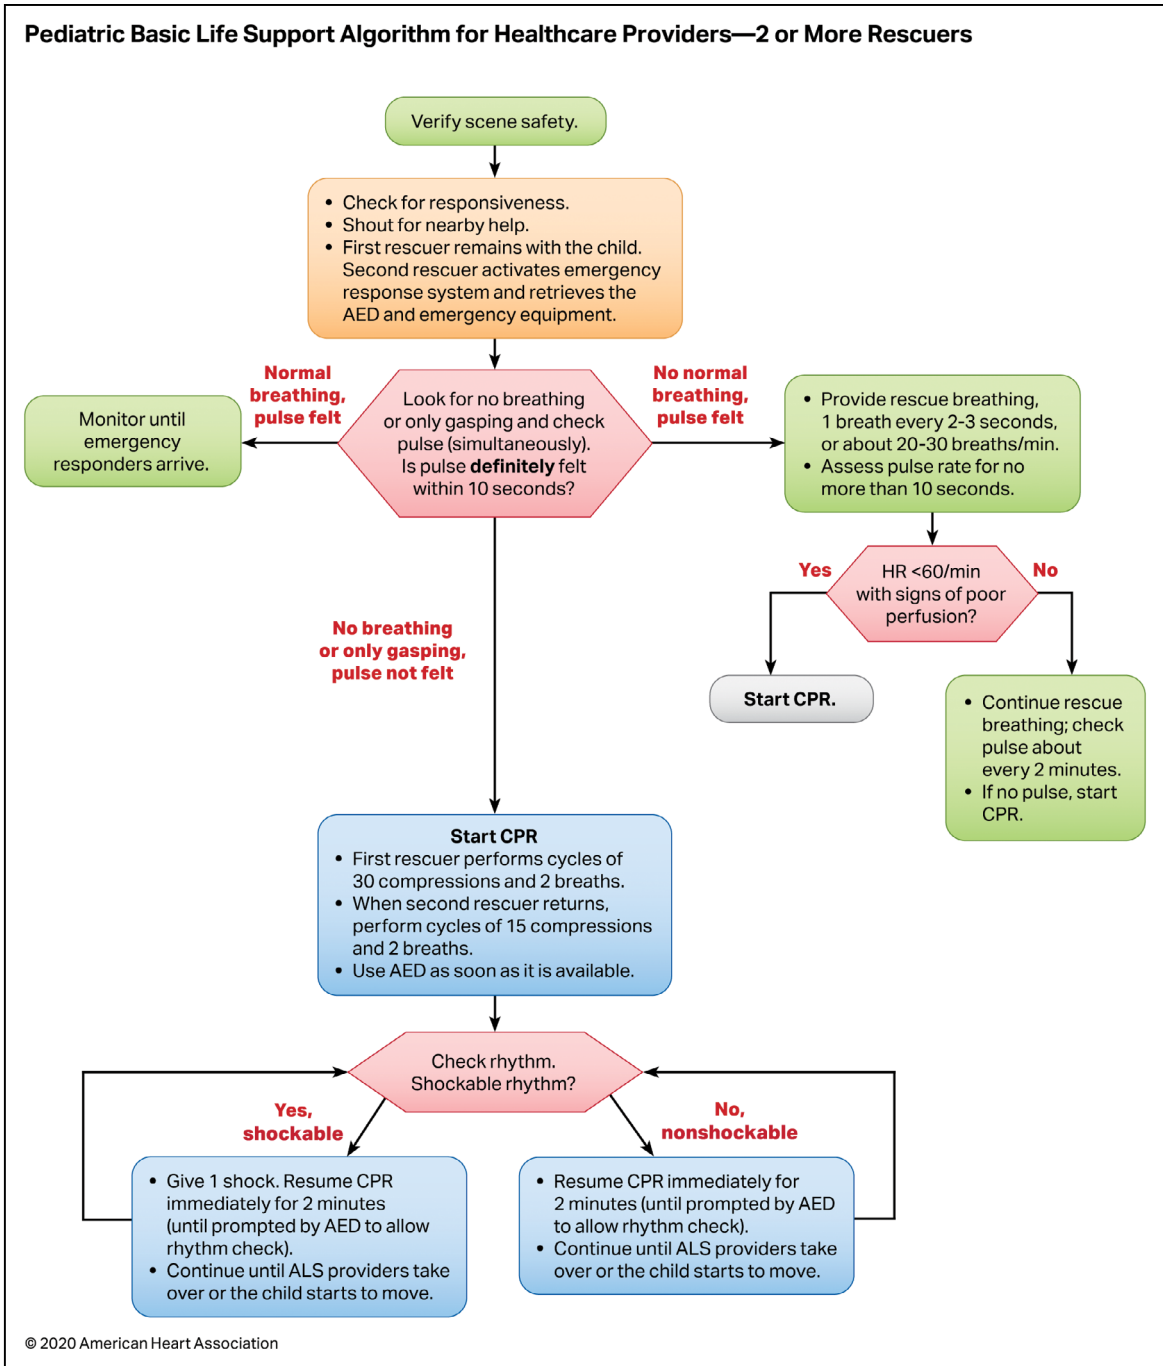 Pediatric Basic Life Support Algorithm for Healthcare Providers—2 or More Rescuers
Verify scene safety.
• Check for responsiveness.
• Shout for nearby help.
• First rescuer remains with the child.
Second rescuer activates emergency
response system and retrieves the
AED and emergency equipment.
Normal
breathing,
pulse felt
No normal
breathing,
pulse felt
Monitor until
emergency
responders arrive.
Look for no breathing
or only gasping and check
pulse (simultaneously).
Is pulse definitely felt
within 10 seconds?
• Provide rescue breathing,
1 breath every 2-3 seconds,
or about 20-30 breaths/min.
• Assess pulse rate for no
more than 10 seconds.
Yes
HR <60/min
with signs of poor
perfusion?
No
No breathing
or only gasping,
pulse not felt
Start CPR.
• Continue rescue
breathing; check
pulse about
every 2 minutes.
• If no pulse, start
CPR.
Start CPR
• First rescuer performs cycles of
30 compressions and 2 breaths.
• When second rescuer returns,
perform cycles of 15 compressions
and 2 breaths.
• Use AED as soon as it is available.
Check rhythm.
Shockable rhythm?
Yes,
shockable
No,
nonshockable
• Give 1 shock. Resume CPR
immediately for 2 minutes
(until prompted by AED to allow
rhythm check).
• Continue until ALS providers take
over or the child starts to move.
• Resume CPR immediately for
2 minutes (until prompted by AED
to allow rhythm check).
• Continue until ALS providers take
over or the child starts to move.
© 2020 American Heart Association